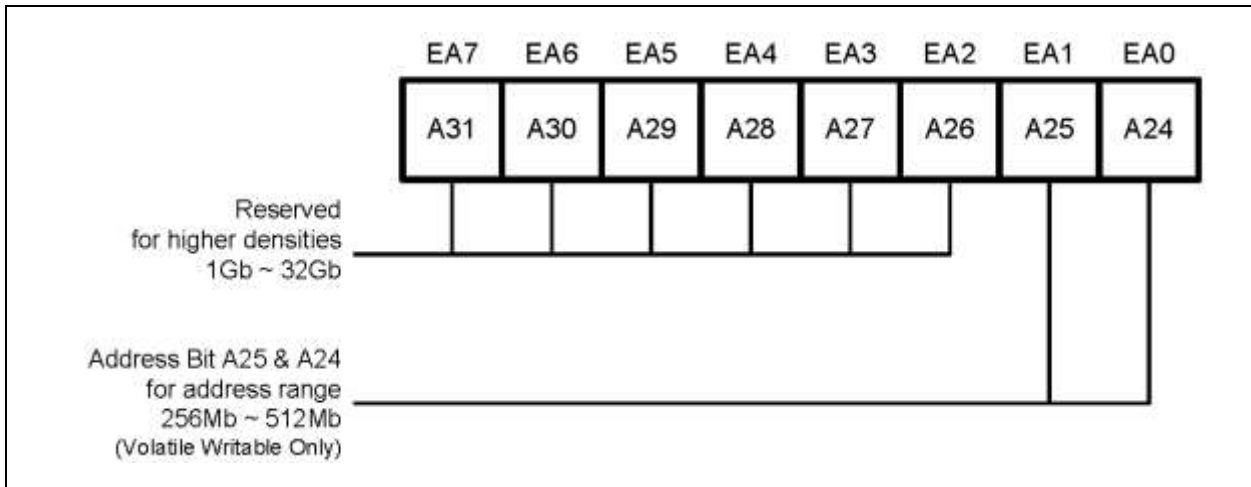 EA7 EA6 EA5 EA4 EA3 EA2 EA1 EA0
A31 A30 A29 A28 A27 A26 A25 A24
Reserved
for higher densities
1Gb ~ 32Gb
Address Bit A25 & A24
for address range
256Mb ~ 512Mb
(Volatile Writable Only)